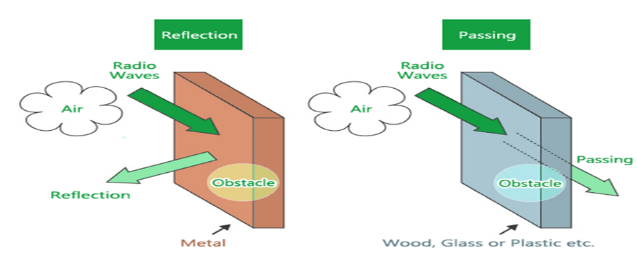 Reflection
Radio
Waves
Air
Obstacle
Reflection
Metal
Passing
Radio
Waves
Air
Passing
Obstacle
Wood, Glass or Plastic etc.